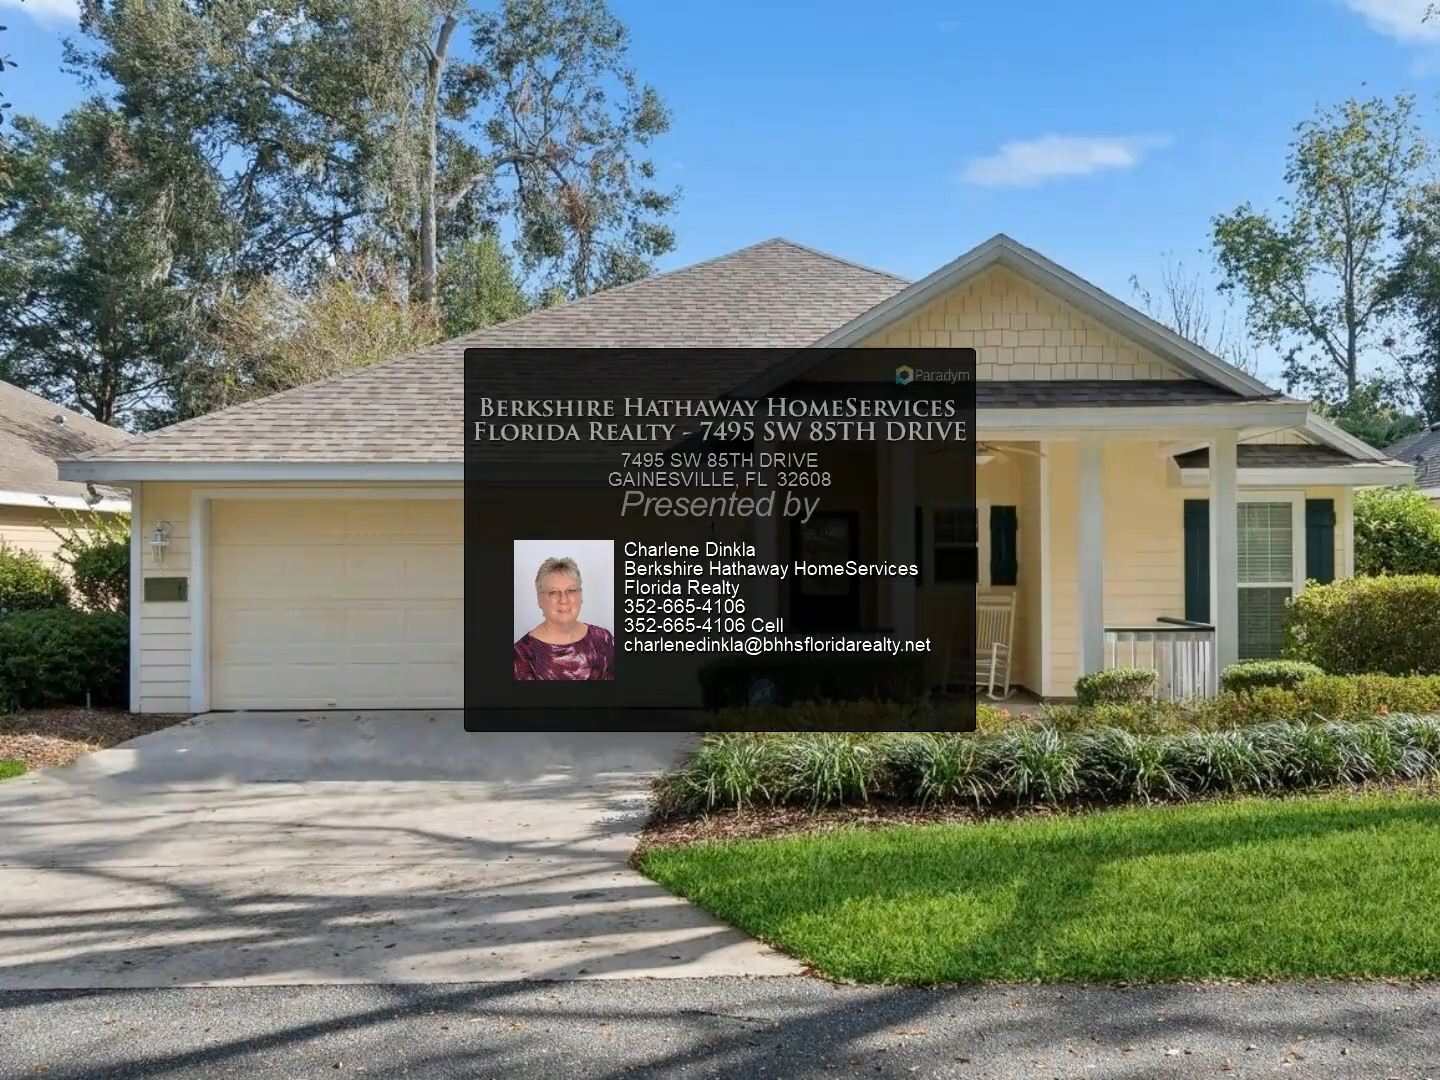 Paradym
Berkshire Hathaway HomeServices
Florida Realty - 7495 SW 85TH DRIVE
7495 SW 85TH DRIVE
GAINESVILLE, FL  32608
Presented by
Charlene Dinkla
Berkshire Hathaway HomeServices
Florida Realty
352-665-4106
352-665-4106 Cell
charlenedinkla@bhhsfloridarealty.net